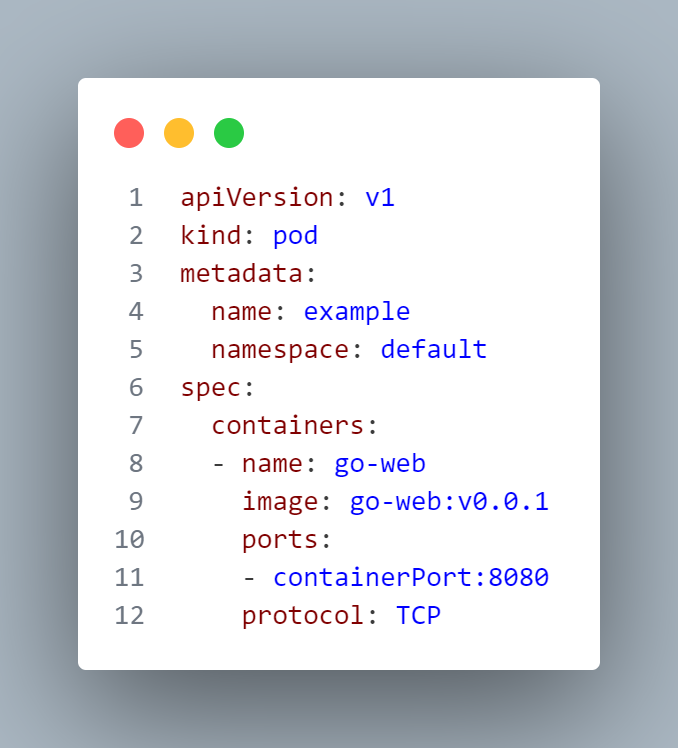 1 apiVersion: v1
2 kind: pod
3 metadata:
4   name: example
5   namespace: default
6 spec:
7   containers:
8   - name: go-web
9     image: go-web:v0.0.1
10     ports:
11     - containerPort:8080
12     protocol: TCP